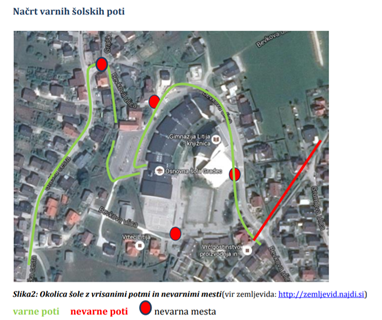 Načrt varnih šolskih poti
Gimnazija Litija
knjižnica
Slika2: Okolica šole z vrisanimi potmi in nevarnimi mesti(vir zemljevida: http://zemljevid.najdi.si)
varne poti nevarne poti nevarna mesta